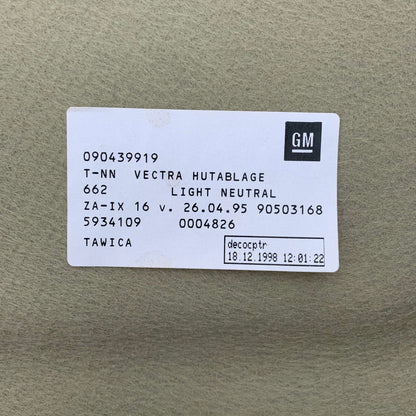 GM
090439919
T-NN VECTRA HUTABLAGE
662 LIGHT NEUTRAL
ZA-IX 16 v. 26.04.95 90503168
5934109 0004826
TAWICA
decocptr
18.12.1998 12:01:22